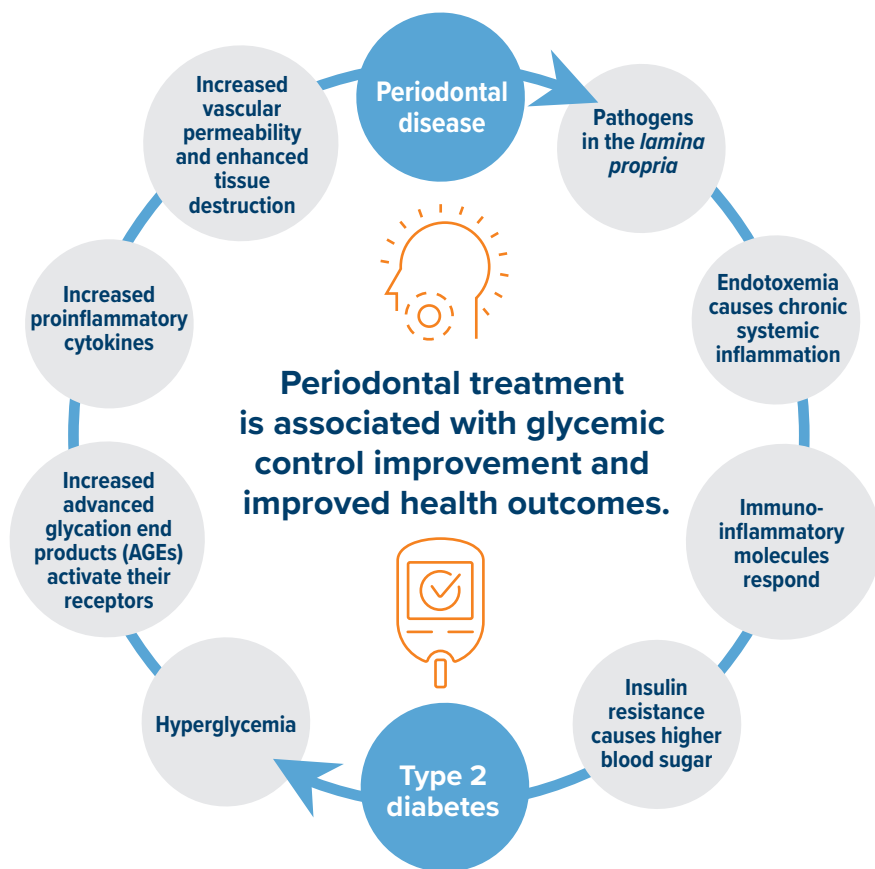 Periodontal
disease
Pathogens
in the lamina
propria
Endotoxemia
causes chronic
systemic
inflammation
Immuno-
inflammatory
molecules
respond
Insulin
resistance
causes higher
blood sugar
Type 2
diabetes
Hyperglycemia
Increased
advanced
glycation end
products (AGEs)
activate their
receptors
Increased
proinflammatory
cytokines
Increased
vascular
permeability
and enhanced
tissue
destruction
Periodontal treatment
is associated with glycemic
control improvement and
improved health outcomes.